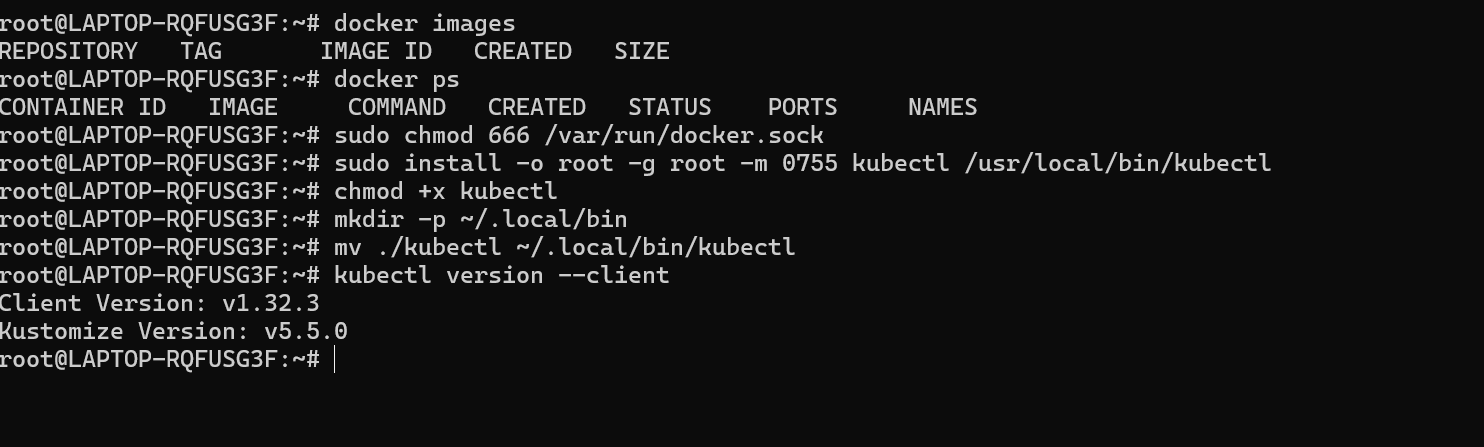 root@LAPTOP-RQFUSG3F:~# docker images
REPOSITORY   TAG       IMAGE ID   CREATED   SIZE
root@LAPTOP-RQFUSG3F:~# docker ps
CONTAINER ID   IMAGE     COMMAND   CREATED   STATUS    PORTS     NAMES
root@LAPTOP-RQFUSG3F:~# sudo chmod 666 /var/run/docker.sock
root@LAPTOP-RQFUSG3F:~# sudo install -o root -g root -m 0755 kubectl /usr/local/bin/kubectl
root@LAPTOP-RQFUSG3F:~# chmod +x kubectl
root@LAPTOP-RQFUSG3F:~# mkdir -p ~/.local/bin
root@LAPTOP-RQFUSG3F:~# mv ./kubectl ~/.local/bin/kubectl
root@LAPTOP-RQFUSG3F:~# kubectl version --client
Client Version: v1.32.3
Kustomize Version: v5.5.0
root@LAPTOP-RQFUSG3F:~#